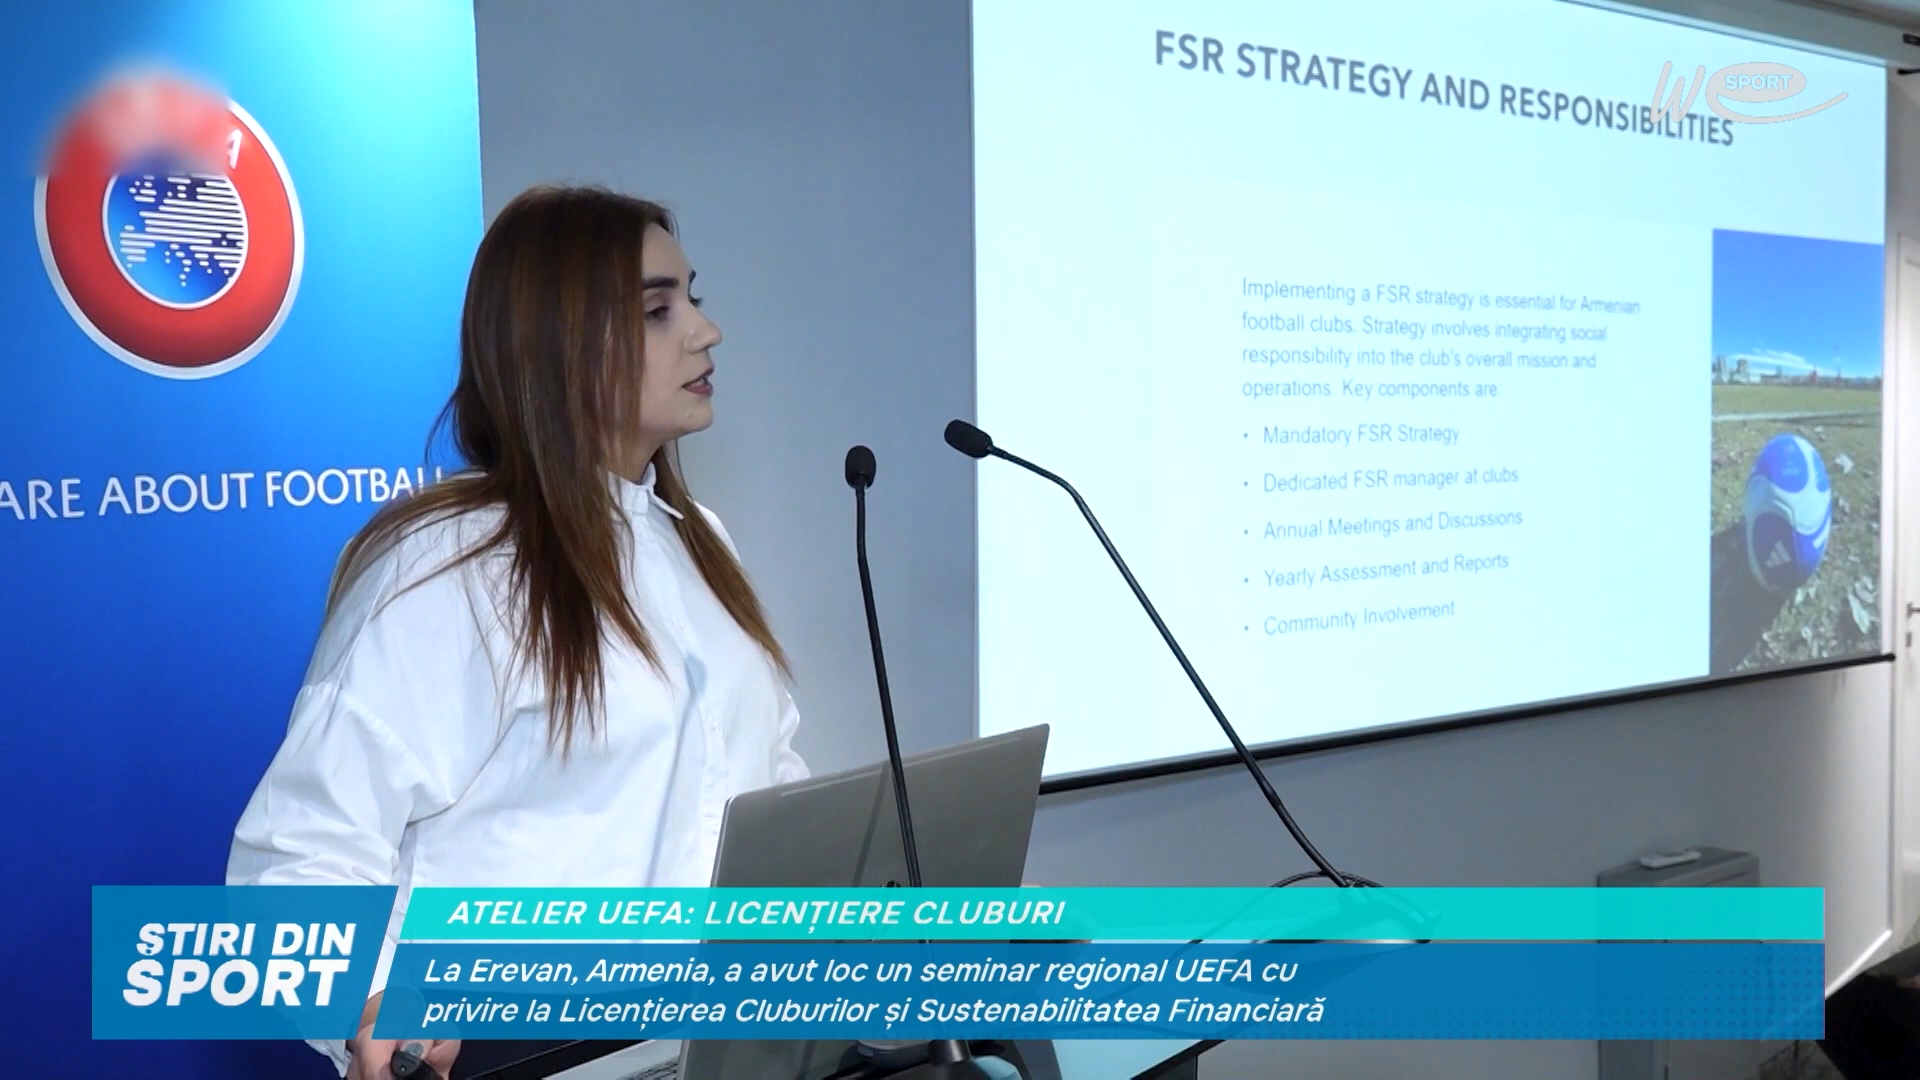 FSR STRATEGY AND RESPONSIBILITIES
We SPORT
A
ARE ABOUT FOOTBALL
Implementing a FSR strategy is essential for Armenian
football clubs. Strategy involves integrating social
responsibility into the club's overall mission and
operations. Key components are:
• Mandatory FSR Strategy
• Dedicated FSR manager at clubs
• Annual Meetings and Discussions
• Yearly Assessment and Reports
• Community Involvement
ȘTIRI DIN
SPORT
ATELIER UEFA: LICENȚIERE CLUBURI
La Erevan, Armenia, a avut loc un seminar regional UEFA cu
privire la Licențierea Cluburilor și Sustenabilitatea Financiară